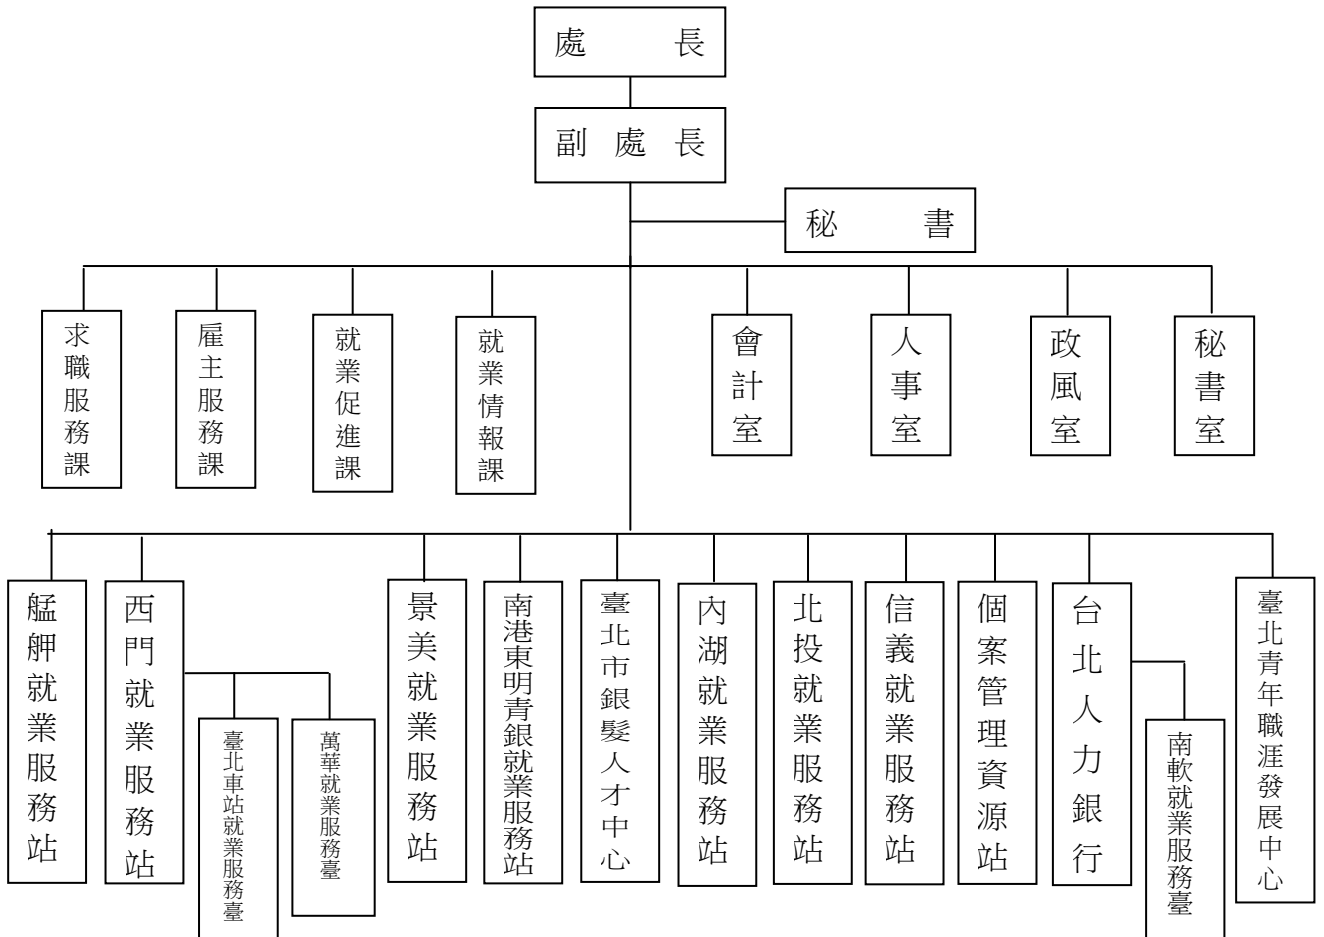 處長
副處長
秘書
求職服務課
雇主服務課
就業促進課
就業情報課
會計室
人事室
政風室
秘書室
艋舺就業服務站
西門就業服務站
臺北車站就業服務臺
萬華就業服務臺
景美就業服務站
南港東明青銀就業服務站
臺北市銀髮人才中心
內湖就業服務站
北投就業服務站
信義就業服務站
個案管理資源站
台北人力銀行
南軟就業服務臺
臺北青年職涯發展中心